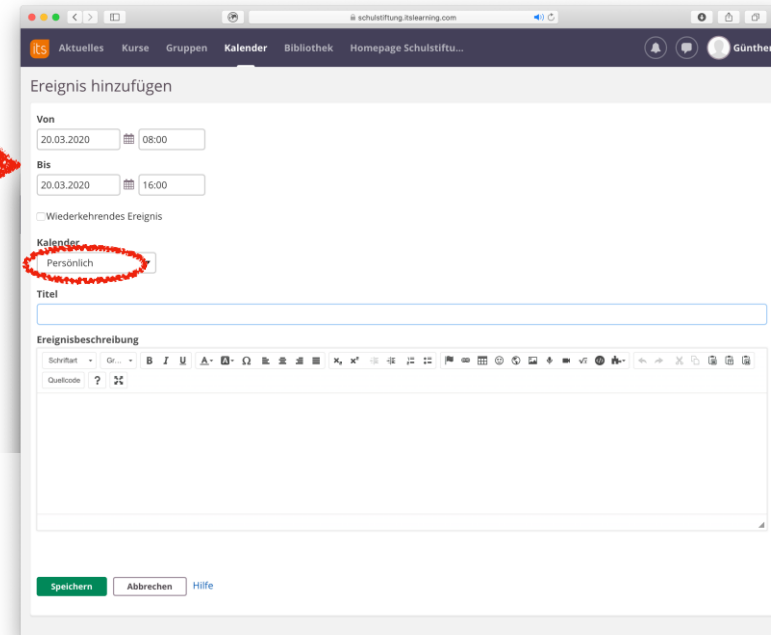 schulstiftung.itslearning.com
its Aktuelles Kurse Gruppen Kalender Bibliothek Homepage Schulstiftu... Günther
Ereignis hinzufügen
Von
20.03.2020 08:00
Bis
20.03.2020 16:00
Wiederkehrendes Ereignis
Kalender
Persönlich
Titel
Ereignisbeschreibung
Schriftart Gr... B I U A A Ω x₂ x²
Quellcode ?
Speichern Abbrechen Hilfe